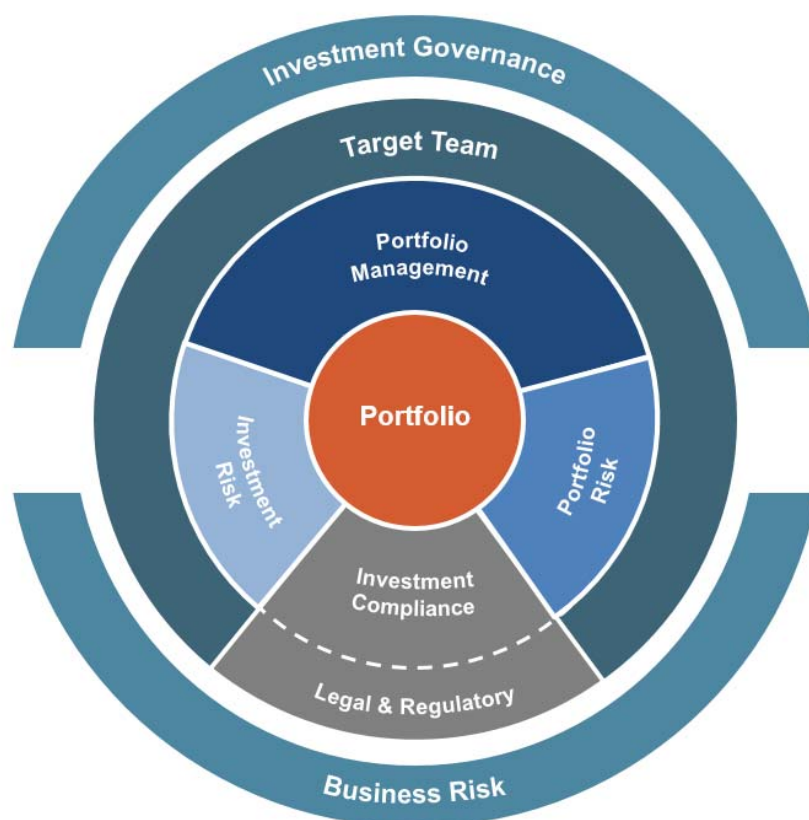 Investment Governance
Target Team
Portfolio
Management
Portfolio
Investment
Risk
Portfolio
Risk
Investment
Compliance
Legal & Regulatory
Business Risk